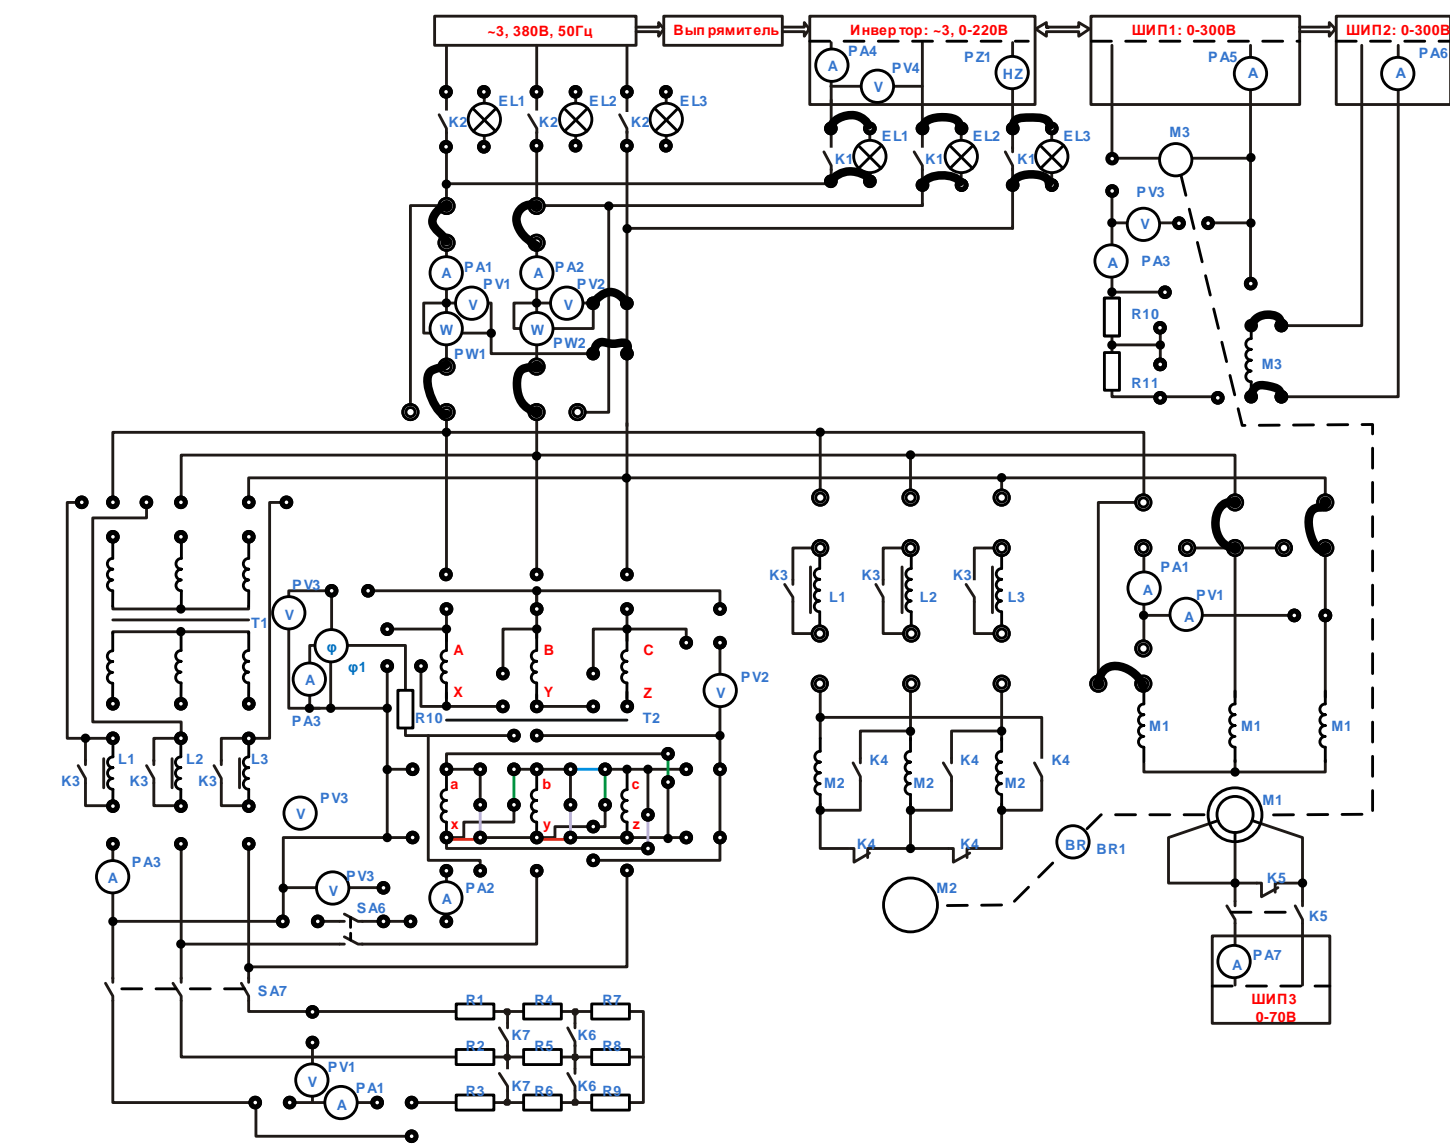 ~3, 380В, 50Гц
Выпрямитель
Инвертор: ~3, 0-220В
ШИП1: 0-300В
ШИП2: 0-300В
PA4
A
PV4
V
PZ1
HZ
PA5
A
PA6
A
K2
EL1
K2
EL2
K2
EL3
K1
EL1
K1
EL2
K1
EL3
M3
PV3
V
A
PA3
A
PA1
A
PA2
PV1
V
PV2
V
W
PW1
W
PW2
R10
R11
M3
PV3
V
T1
φ
φ1
A
PA3
R10
A
B
C
X
Y
Z
T2
PV2
V
K3
L1
K3
L2
K3
L3
PA1
A
PV1
A
M1
M1
M1
K3
L1
K3
L2
K3
L3
M2
K4
M2
K4
M2
K4
K4
K4
a
b
c
x
y
z
PV3
V
M1
BR
BR1
M2
PA3
A
PV3
V
SA6
PA2
A
K5
K5
PA7
A
ШИП3
0-70В
SA7
R1
R4
R7
K7
K6
R2
R5
R8
K7
K6
R3
R6
R9
PV1
V
PA1
A